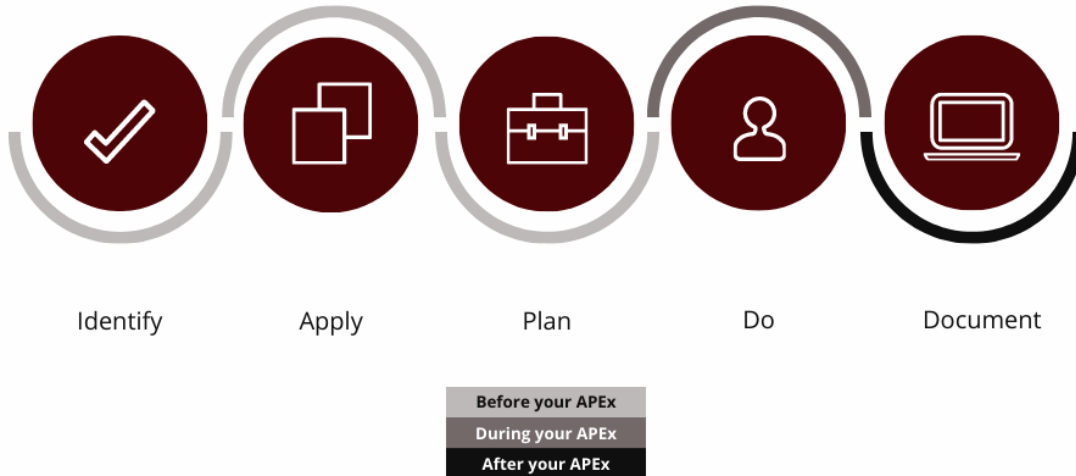 Identify
Apply
Plan
Do
Document
Before your APEx
During your APEx
After your APEx